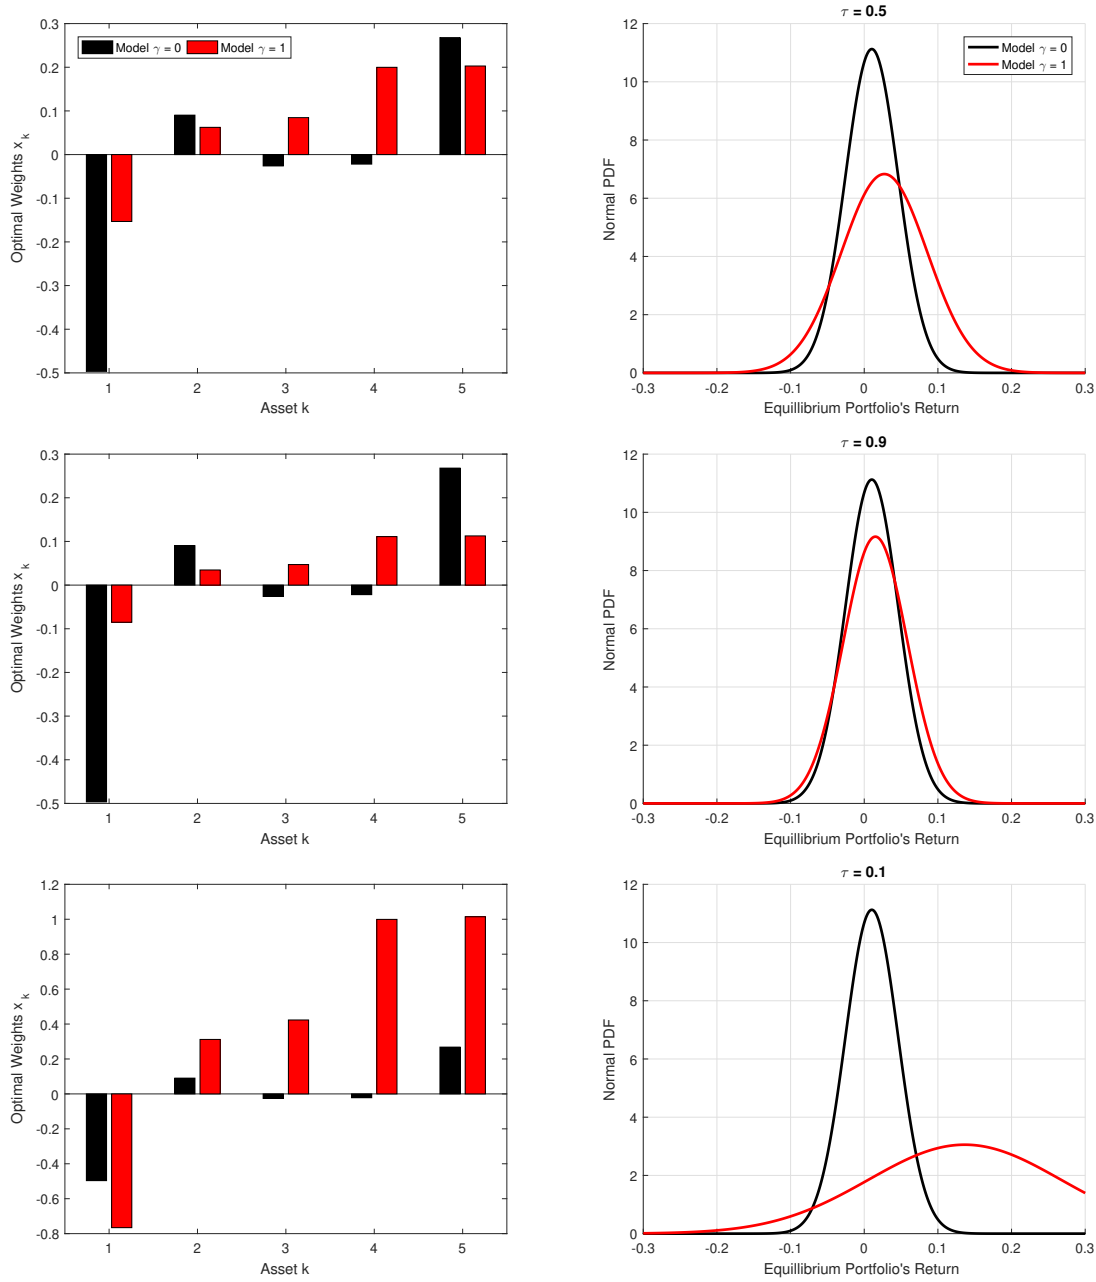 0.3
0.2
0.1
0
-0.1
-0.2
-0.3
-0.4
-0.5
Optimal Weights x k
Model γ = 0
Model γ = 1
1 2 3 4 5
Asset k
τ = 0.5
12
10
8
6
4
2
0
Normal PDF
Model γ = 0
Model γ = 1
-0.3 -0.2 -0.1 0 0.1 0.2 0.3
Equillibrium Portfolio's Return
0.3
0.2
0.1
0
-0.1
-0.2
-0.3
-0.4
-0.5
Optimal Weights x k
1 2 3 4 5
Asset k
τ = 0.9
12
10
8
6
4
2
0
Normal PDF
-0.3 -0.2 -0.1 0 0.1 0.2 0.3
Equillibrium Portfolio's Return
1.2
1
0.8
0.6
0.4
0.2
0
-0.2
-0.4
-0.6
-0.8
Optimal Weights x k
1 2 3 4 5
Asset k
τ = 0.1
12
10
8
6
4
2
0
Normal PDF
-0.3 -0.2 -0.1 0 0.1 0.2 0.3
Equillibrium Portfolio's Return